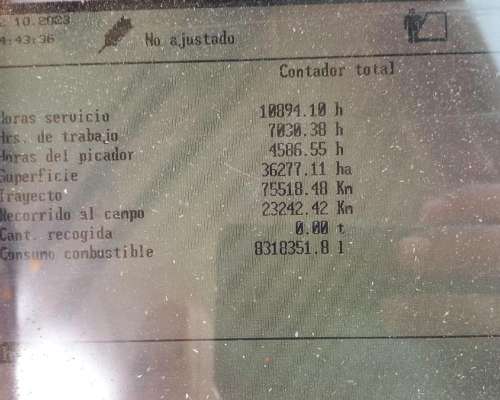 10.2023
4:43:36
No ajustado
Contador total
Horas servicio 10894.10 h
Hrs. de trabajo 7030.38 h
Horas del picador 4586.55 h
Superficie 36277.11 ha
Trayecto 75518.48 Km
Recorrido al campo 23242.42 Km
Cant. recogida 0.00 t
Consumo combustible 8318351.8 l